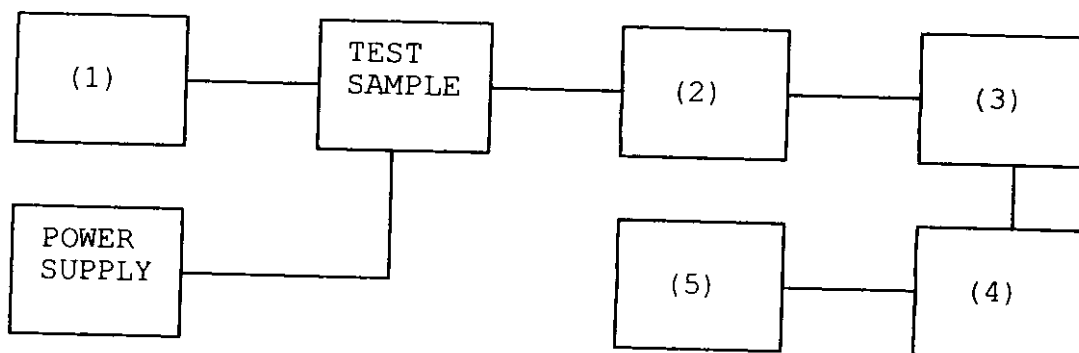 (1)
TEST
SAMPLE
(2)
(3)
POWER
SUPPLY
(5)
(4)